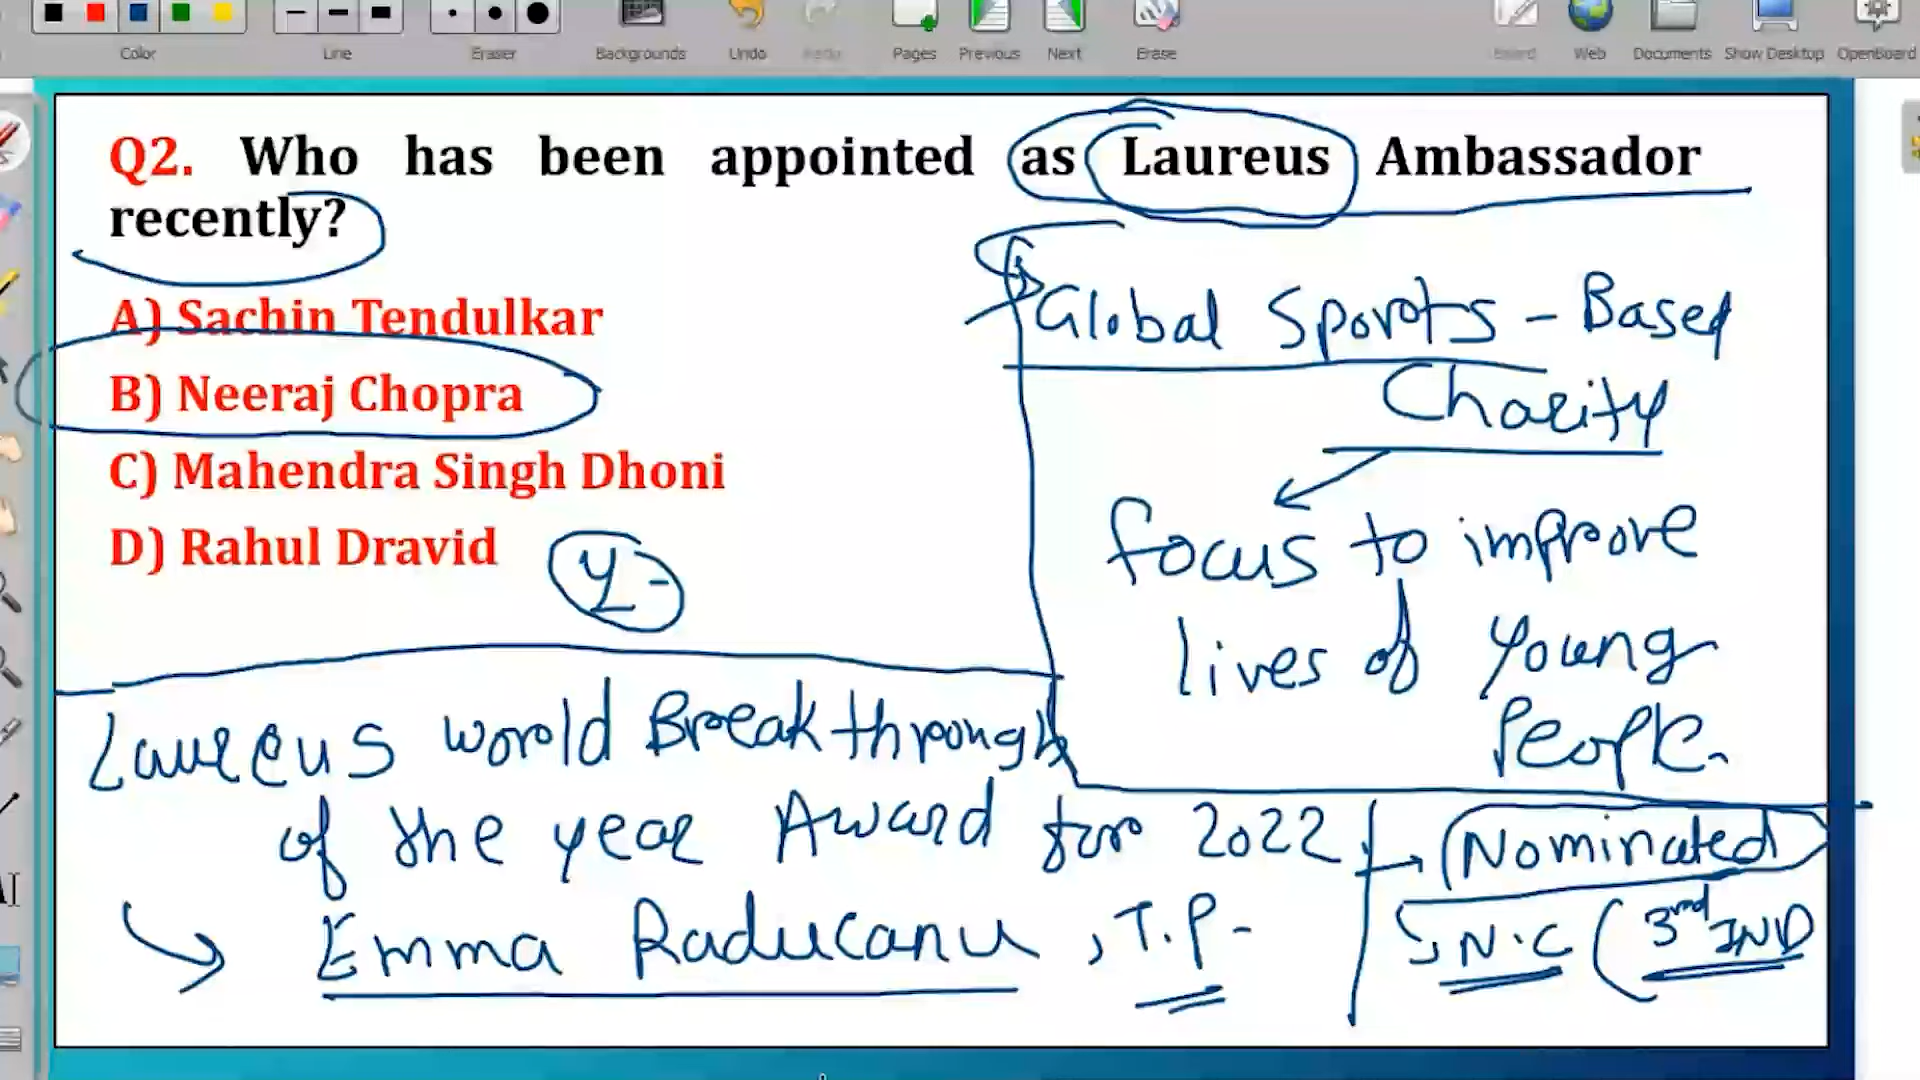 Color
Line
Eraser
Backgrounds
Undo
Redo
Pages
Previous
Next
Erase
Board
Web
Documents
Show Desktop
OpenBoard
Q2. Who has been appointed as Laureus Ambassador
recently?
A) Sachin Tendulkar
B) Neeraj Chopra
C) Mahendra Singh Dhoni
D) Rahul Dravid
Y-
Global Sports - Based
Charity
focus to improve
lives of Young
People.
Laureus world Breakthrough
of the year Award for 2022
Emma Raducanu, T.P-
Nominated
N.C (3rd IND